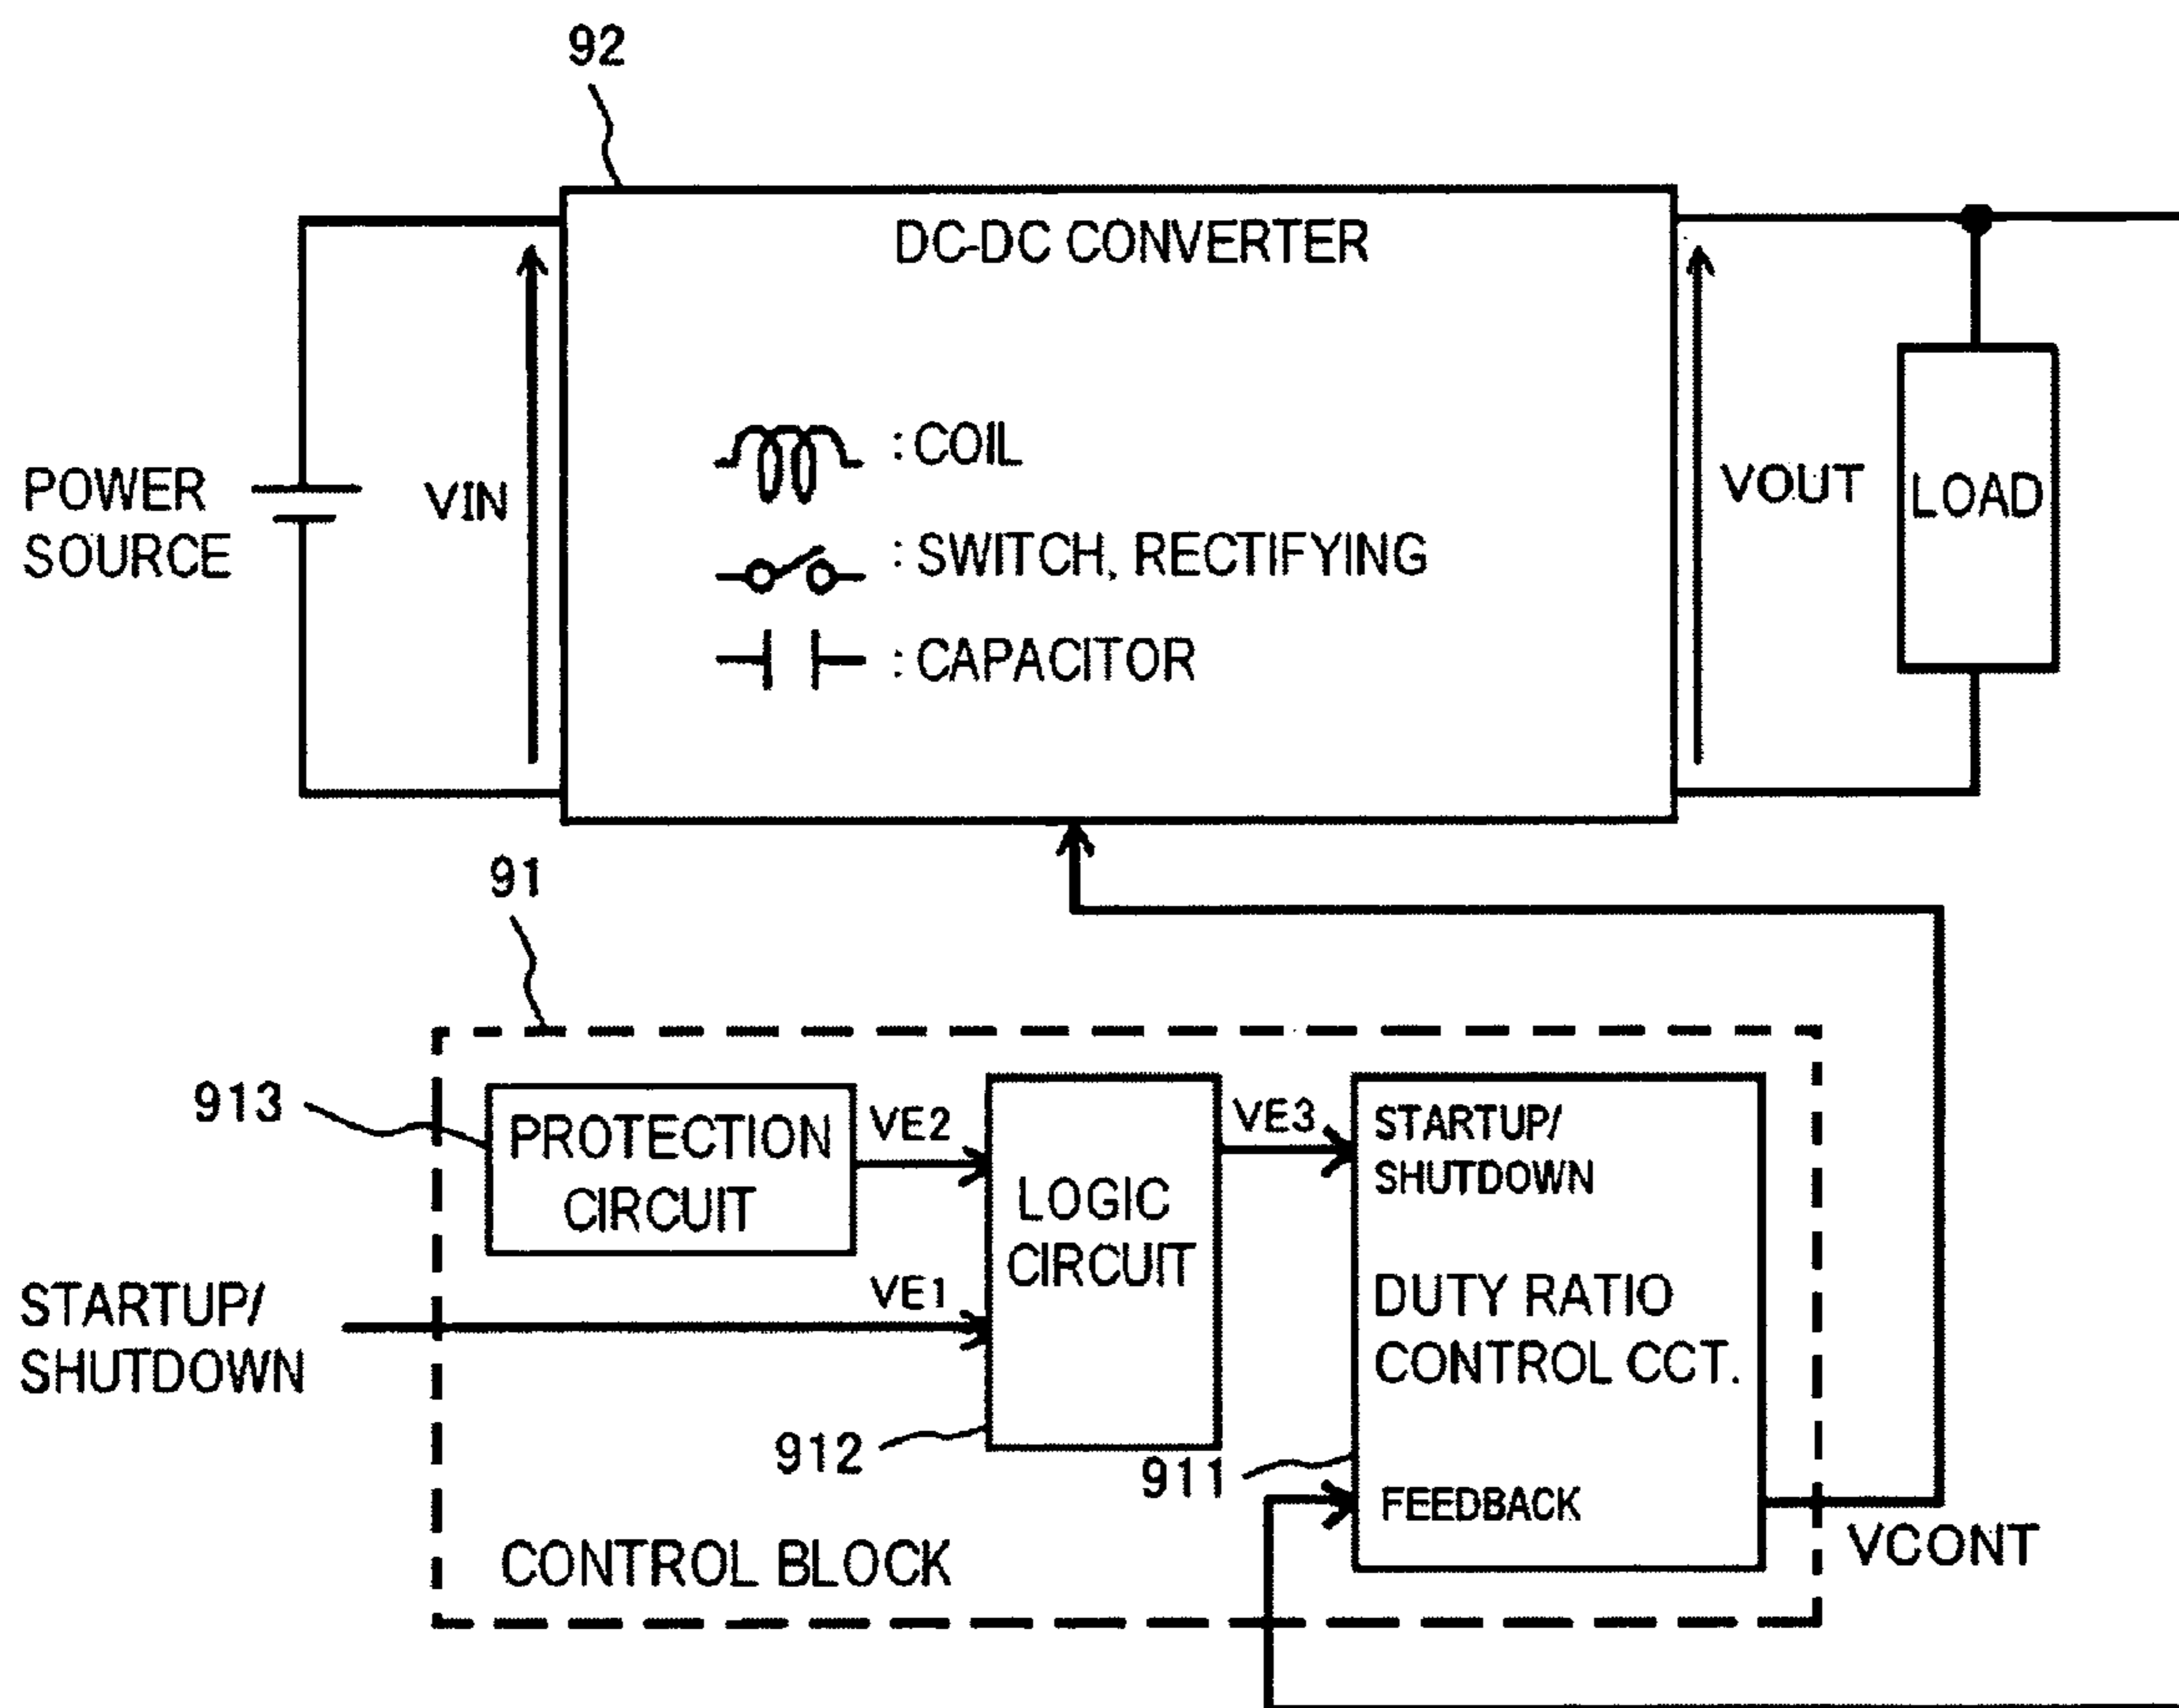 92
DC-DC CONVERTER
: COIL
: SWITCH, RECTIFYING
: CAPACITOR
POWER
SOURCE
VIN
VOUT
LOAD
91
913
PROTECTION
CIRCUIT
VE2
VE1
LOGIC
CIRCUIT
VE3
STARTUP/
SHUTDOWN
DUTY RATIO
CONTROL CCT.
FEEDBACK
STARTUP/
SHUTDOWN
912
911
CONTROL BLOCK
VCONT